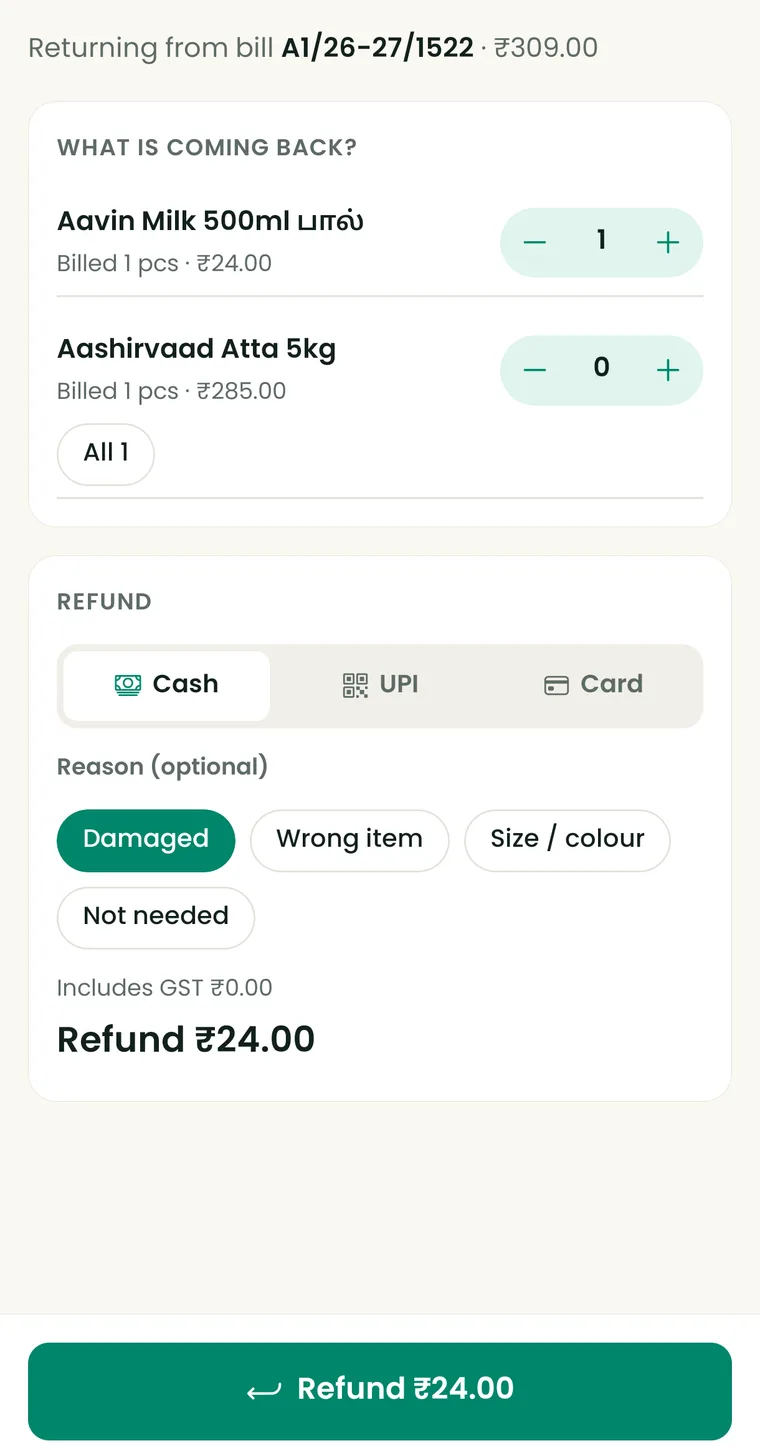 Returning from bill A1/26-27/1522 · ₹309.00
WHAT IS COMING BACK?
Aavin Milk 500ml பால்
Billed 1 pcs · ₹24.00
− 1 +
Aashirvaad Atta 5kg
Billed 1 pcs · ₹285.00
− 0 +
All 1
REFUND
Cash UPI Card
Reason (optional)
Damaged Wrong item Size / colour
Not needed
Includes GST ₹0.00
Refund ₹24.00
Refund ₹24.00